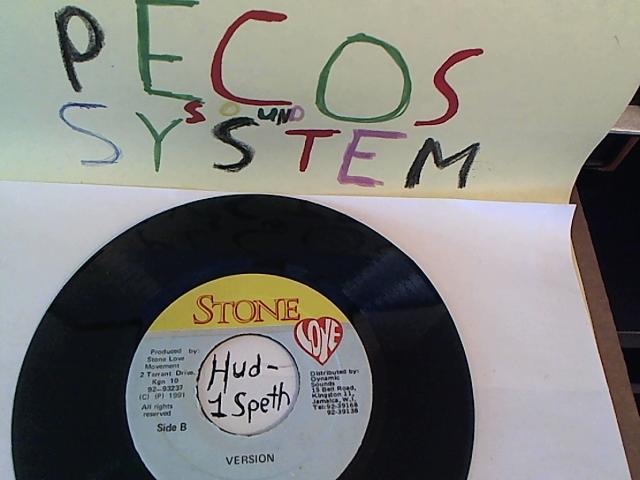 PECOS
SOUND
SYSTEM
STONE
LOVE
Produced by:
Stone Love
Movement
2 Tarrant Drive,
Kgn 10
92-93237
(C) (P) 1991
All rights
reserved
Side B
Hud-
1 Speth
Distributed by:
Dynamic
Sounds
15 Bell Road,
Kingston 11,
Jamaica, W.I.
Tel: 92-39168
92-39138
VERSION